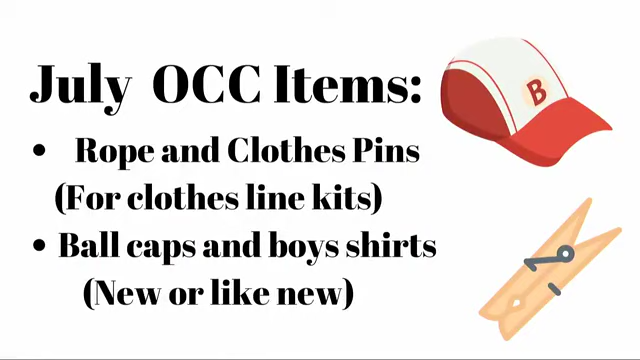 July OCC Items:
• Rope and Clothes Pins
(For clothes line kits)
• Ball caps and boys shirts
(New or like new)
B